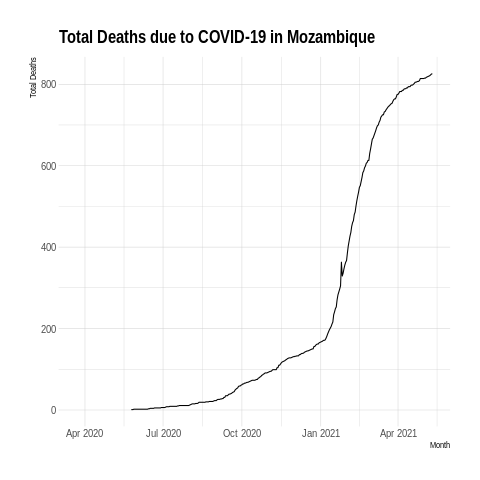 Total Deaths due to COVID-19 in Mozambique
Total Deaths
800
600
400
200
0
Apr 2020 Jul 2020 Oct 2020 Jan 2021 Apr 2021
Month